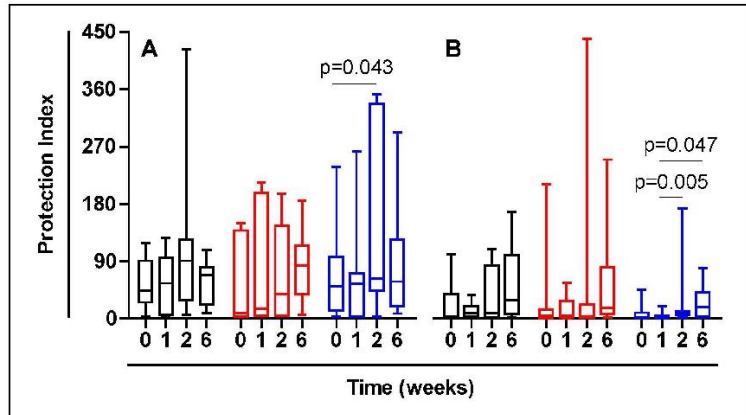 450
360
270
180
90
0
Protection Index
A
B
p=0.043
p=0.047
p=0.005
0 1 2 6 0 1 2 6 0 1 2 6 0 1 2 6 0 1 2 6 0 1 2 6
Time (weeks)